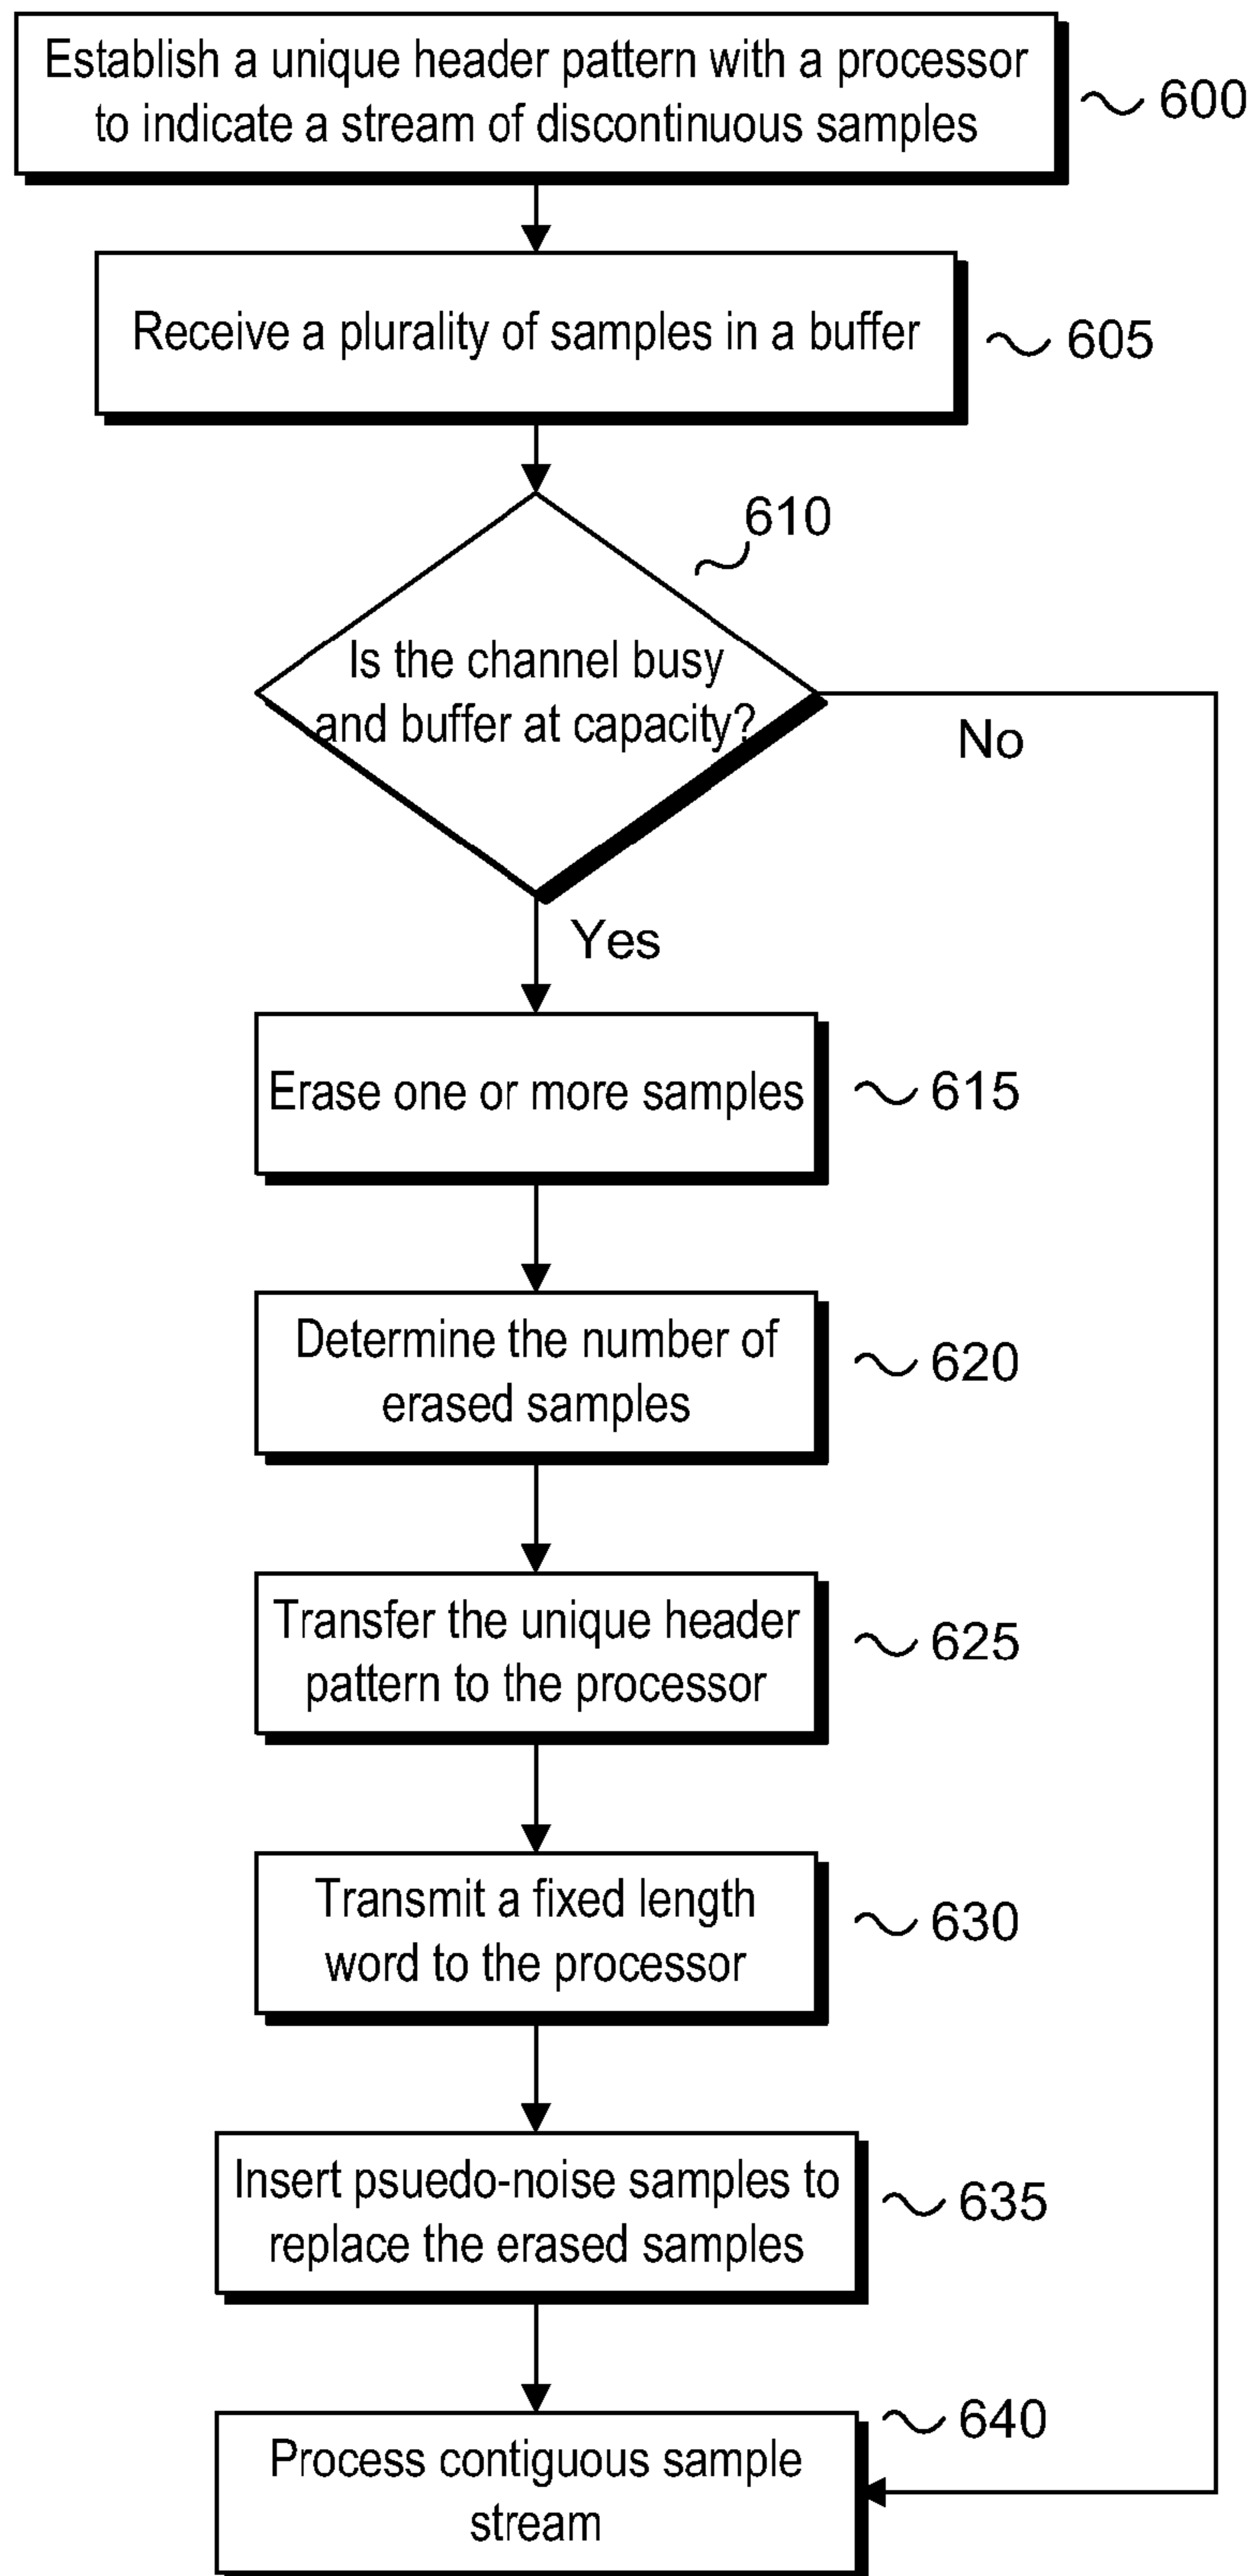 Establish a unique header pattern with a processor
to indicate a stream of discontinuous samples
600
Receive a plurality of samples in a buffer
605
610
Is the channel busy
and buffer at capacity?
No
Yes
Erase one or more samples
615
Determine the number of
erased samples
620
Transfer the unique header
pattern to the processor
625
Transmit a fixed length
word to the processor
630
Insert psuedo-noise samples to
replace the erased samples
635
640
Process contiguous sample
stream